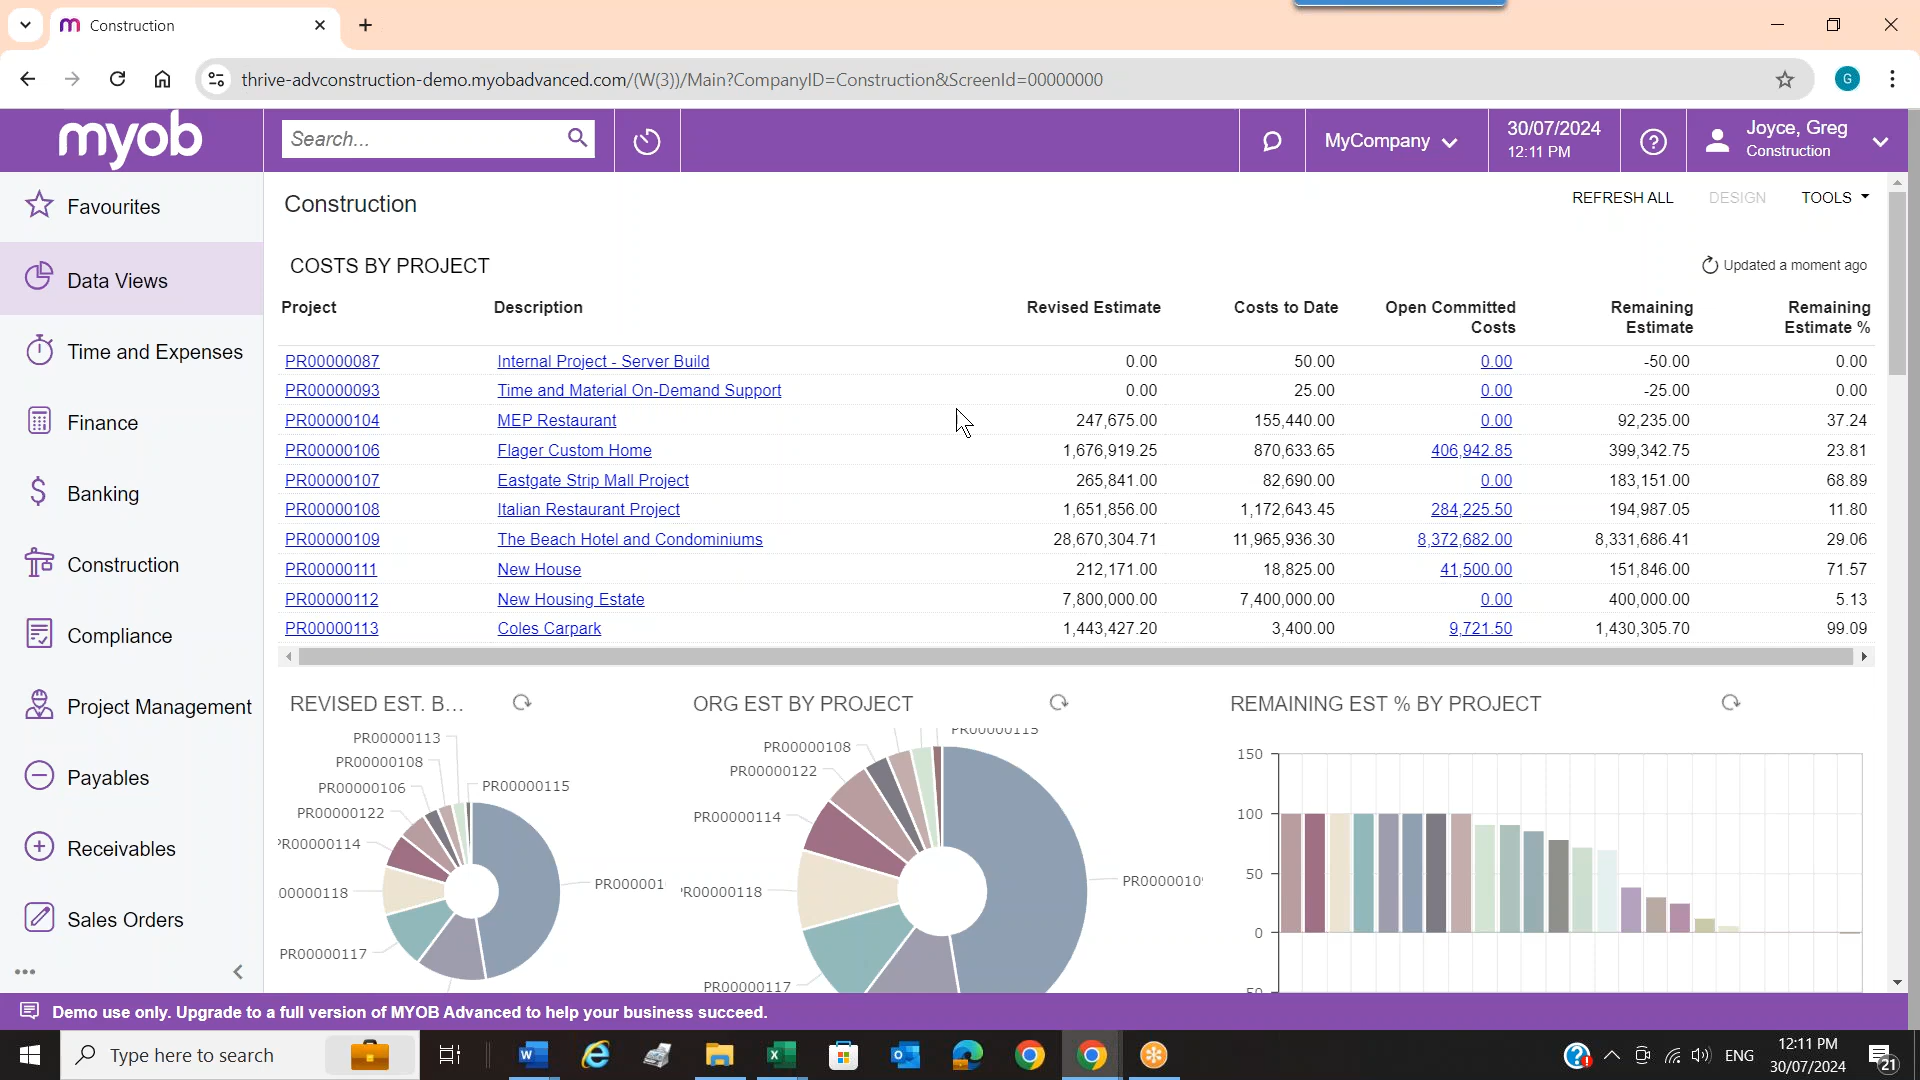 Construction
thrive-advconstruction-demo.myobadvanced.com/(W(3))/Main?CompanyID=Construction&ScreenId=00000000
G
myob
Search...
MyCompany
30/07/2024
12:11 PM
Joyce, Greg
Construction
Favourites
Data Views
Time and Expenses
Finance
Banking
Construction
Compliance
Project Management
Payables
Receivables
Sales Orders
Construction
REFRESH ALL DESIGN TOOLS
COSTS BY PROJECT
Updated a moment ago
Project Description Revised Estimate Costs to Date Open Committed Costs Remaining Estimate Remaining Estimate %
PR00000087 Internal Project - Server Build 0.00 50.00 0.00 -50.00 0.00
PR00000093 Time and Material On-Demand Support 0.00 25.00 0.00 -25.00 0.00
PR00000104 MEP Restaurant 247,675.00 155,440.00 0.00 92,235.00 37.24
PR00000106 Flager Custom Home 1,676,919.25 870,633.65 406,942.85 399,342.75 23.81
PR00000107 Eastgate Strip Mall Project 265,841.00 82,690.00 0.00 183,151.00 68.89
PR00000108 Italian Restaurant Project 1,651,856.00 1,172,643.45 284,225.50 194,987.05 11.80
PR00000109 The Beach Hotel and Condominiums 28,670,304.71 11,965,936.30 8,372,682.00 8,331,686.41 29.06
PR00000111 New House 212,171.00 18,825.00 41,500.00 151,846.00 71.57
PR00000112 New Housing Estate 7,800,000.00 7,400,000.00 0.00 400,000.00 5.13
PR00000113 Coles Carpark 1,443,427.20 3,400.00 9,721.50 1,430,305.70 99.09
REVISED EST. B...
PR00000113
PR00000108
PR00000106
PR00000115
PR00000122
PR00000114
PR000001
00000118
PR00000117
ORG EST BY PROJECT
PR00000115
PR00000108
PR00000122
PR00000114
PR00000109
PR00000118
PR00000117
REMAINING EST % BY PROJECT
150
100
50
0
50
Demo use only. Upgrade to a full version of MYOB Advanced to help your business succeed.
Type here to search
ENG
12:11 PM
30/07/2024
21